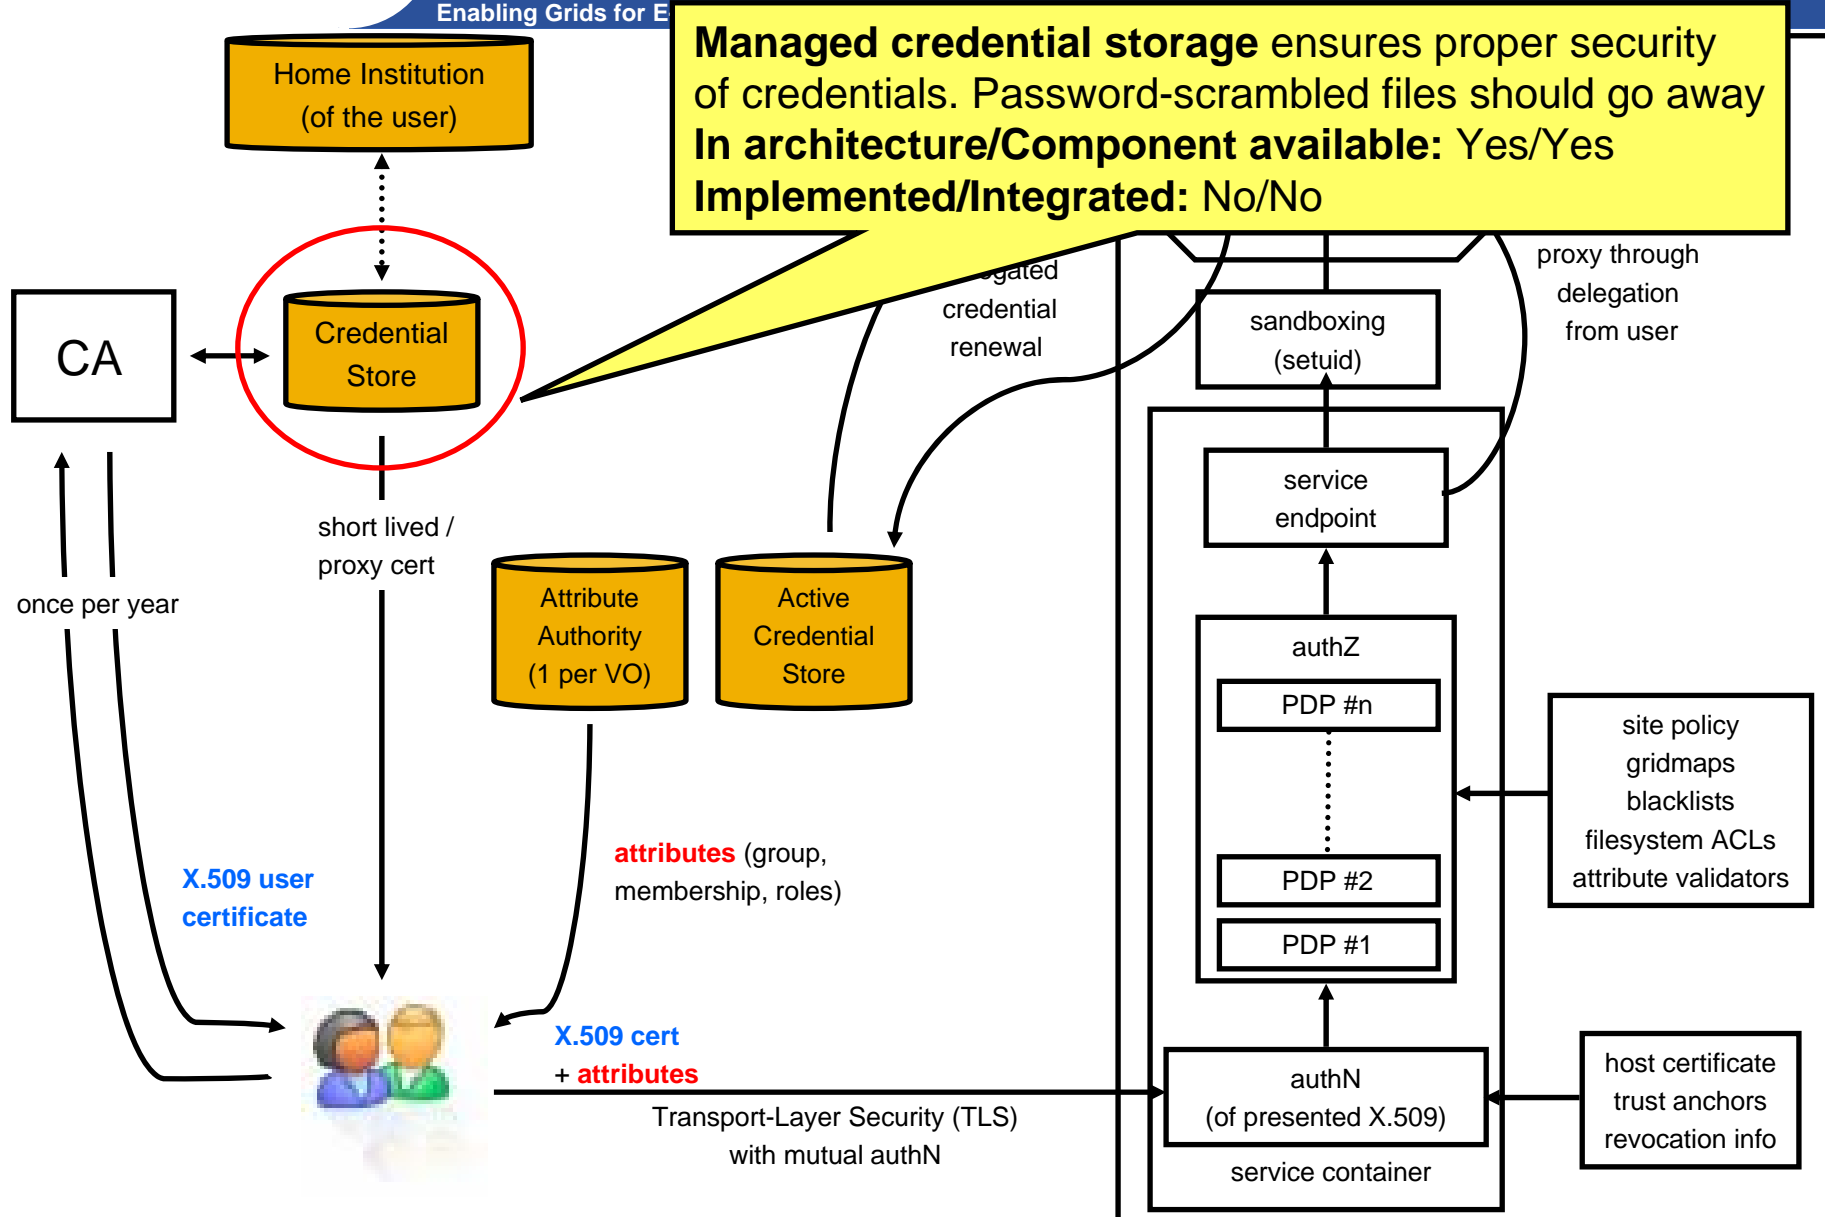 Enabling Grids for E-
Managed credential storage ensures proper security
of credentials. Password-scrambled files should go away
In architecture/Component available: Yes/Yes
Implemented/Integrated: No/No
Home Institution
(of the user)
CA
Credential
Store
credential
renewal
proxy through
delegation
from user
sandboxing
(setuid)
service
endpoint
short lived /
proxy cert
once per year
Attribute
Authority
(1 per VO)
Active
Credential
Store
authZ
PDP #n
PDP #2
PDP #1
site policy
gridmaps
blacklists
filesystem ACLs
attribute validators
attributes (group,
membership, roles)
X.509 user
certificate
X.509 cert
+ attributes
Transport-Layer Security (TLS)
with mutual authN
authN
(of presented X.509)
service container
host certificate
trust anchors
revocation info